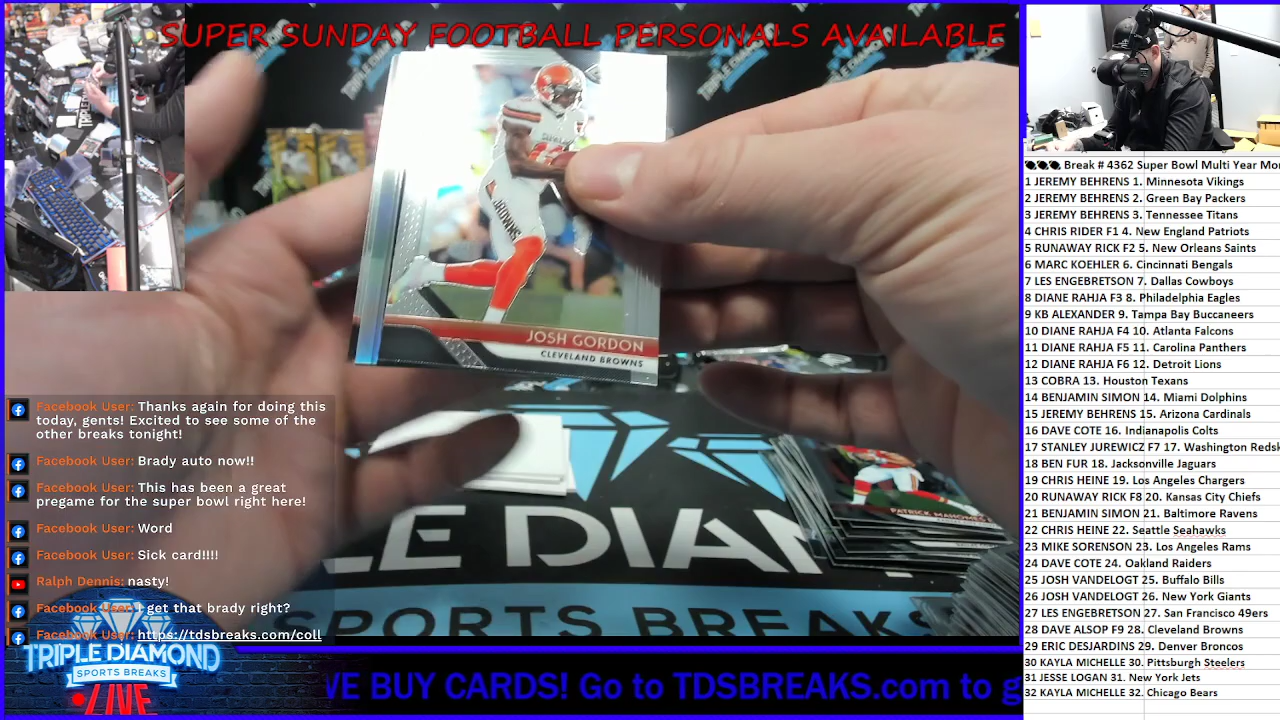 SUPER SUNDAY FOOTBALL PERSONALS AVAILABLE
BROWNS
JOSH GORDON
CLEVELAND BROWNS
PATRICK MAHOMES
LE DIAM
SPORTS BREAKS
Facebook User: Thanks again for doing this
today, gents! Excited to see some of the
other breaks tonight!
Facebook User: Brady auto now!!
Facebook User: This has been a great
pregame for the super bowl right here!
Facebook User: Word
Facebook User: Sick card!!!!
Ralph Dennis: nasty!
Facebook User: I get that brady right?
Facebook User: https://tdsbreaks.com/coll
TRIPLE DIAMOND
SPORTS BREAKS
LIVE
VE BUY CARDS! Go to TDSBREAKS.com to g
Break # 4362 Super Bowl Multi Year Mo
1 JEREMY BEHRENS 1. Minnesota Vikings
2 JEREMY BEHRENS 2. Green Bay Packers
3 JEREMY BEHRENS 3. Tennessee Titans
4 CHRIS RIDER F1 4. New England Patriots
5 RUNAWAY RICK F2 5. New Orleans Saints
6 MARC KOEHLER 6. Cincinnati Bengals
7 LES ENGEBRETSON 7. Dallas Cowboys
8 DIANE RAHJA F3 8. Philadelphia Eagles
9 KB ALEXANDER 9. Tampa Bay Buccaneers
10 DIANE RAHJA F4 10. Atlanta Falcons
11 DIANE RAHJA F5 11. Carolina Panthers
12 DIANE RAHJA F6 12. Detroit Lions
13 COBRA 13. Houston Texans
14 BENJAMIN SIMON 14. Miami Dolphins
15 JEREMY BEHRENS 15. Arizona Cardinals
16 DAVE COTE 16. Indianapolis Colts
17 STANLEY JUREWICZ F7 17. Washington Redsk
18 BEN FUR 18. Jacksonville Jaguars
19 CHRIS HEINE 19. Los Angeles Chargers
20 RUNAWAY RICK F8 20. Kansas City Chiefs
21 BENJAMIN SIMON 21. Baltimore Ravens
22 CHRIS HEINE 22. Seattle Seahawks
23 MIKE SORENSON 23. Los Angeles Rams
24 DAVE COTE 24. Oakland Raiders
25 JOSH VANDELOGT 25. Buffalo Bills
26 JOSH VANDELOGT 26. New York Giants
27 LES ENGEBRETSON 27. San Francisco 49ers
28 DAVE ALSOP F9 28. Cleveland Browns
29 BEN FUR 29. Denver Broncos
30 KAYLA MICHELE 30. Pittsburgh Steelers
31 JESSE DOGAN 31. New York Jets
32 KAYLA MICHELE 32. Chicago Bears